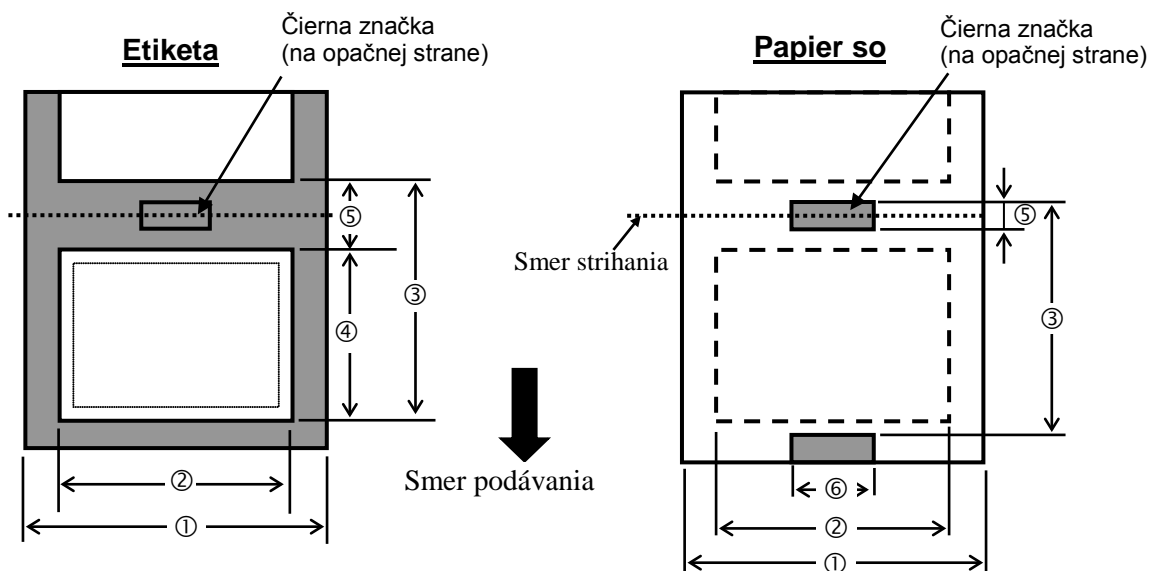 Etiketa
Čierna značka
(na opačnej strane)
⑤
③
④
②
①
Smer podávania
Papier so
Čierna značka
(na opačnej strane)
Smer strihania
⑤
③
⑥
②
①